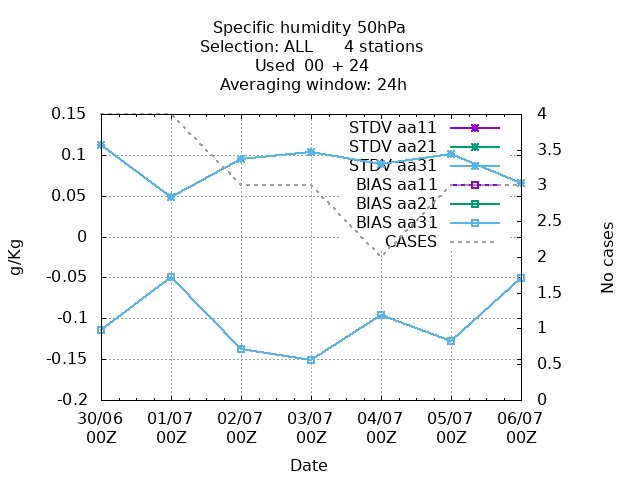 Specific humidity 50hPa
Selection: ALL      4 stations
Used  00  + 24
Averaging window: 24h
0.15
0.1
0.05
0
-0.05
-0.1
-0.15
-0.2
g/Kg
STDV aa11
STDV aa21
STDV aa31
BIAS aa11
BIAS aa21
BIAS aa31
CASES
4
3.5
3
2.5
2
1.5
1
0.5
0
No cases
30/06 01/07 02/07 03/07 04/07 05/07 06/07
00Z 00Z 00Z 00Z 00Z 00Z 00Z
Date